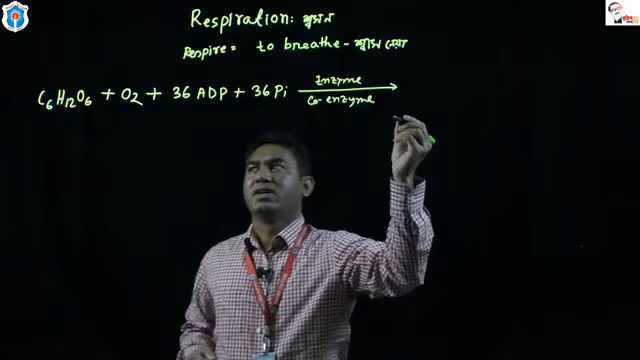 Respiration: শ্বসন
Respire = to breathe - শ্বাস নেয়া
C6H12O6 + O2 + 36 ADP + 36 Pi
Enzyme
Co-enzyme